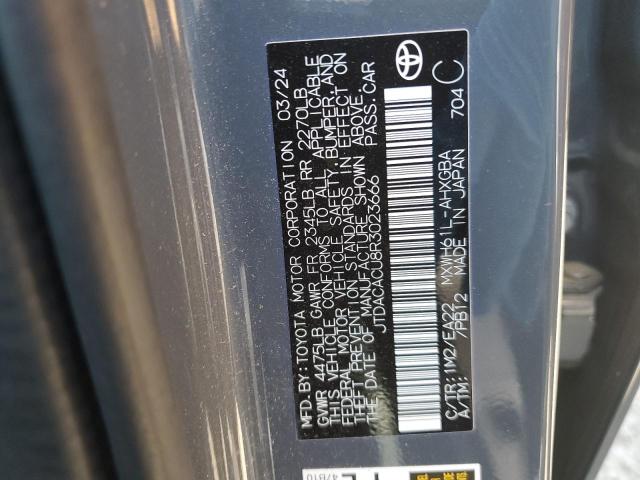 MFD.BY:TOYOTA MOTOR CORPORATION 03/24
GVWR 4475LB GAWR FR 2345LB RR 2270LB
THIS VEHICLE CONFORMS TO ALL APPLICABLE
FEDERAL MOTOR VEHICLE SAFETY, BUMPER, AND
THEFT PREVENTION STANDARDS IN EFFECT ON
THE DATE OF MANUFACTURE SHOWN ABOVE.
JTDACACU8R3023666 PASS.CAR
C/TR:1M2/EA22 MXWH61L-AHXGBA
A/TM: /PB12 MADE IN JAPAN 704 C
47B10